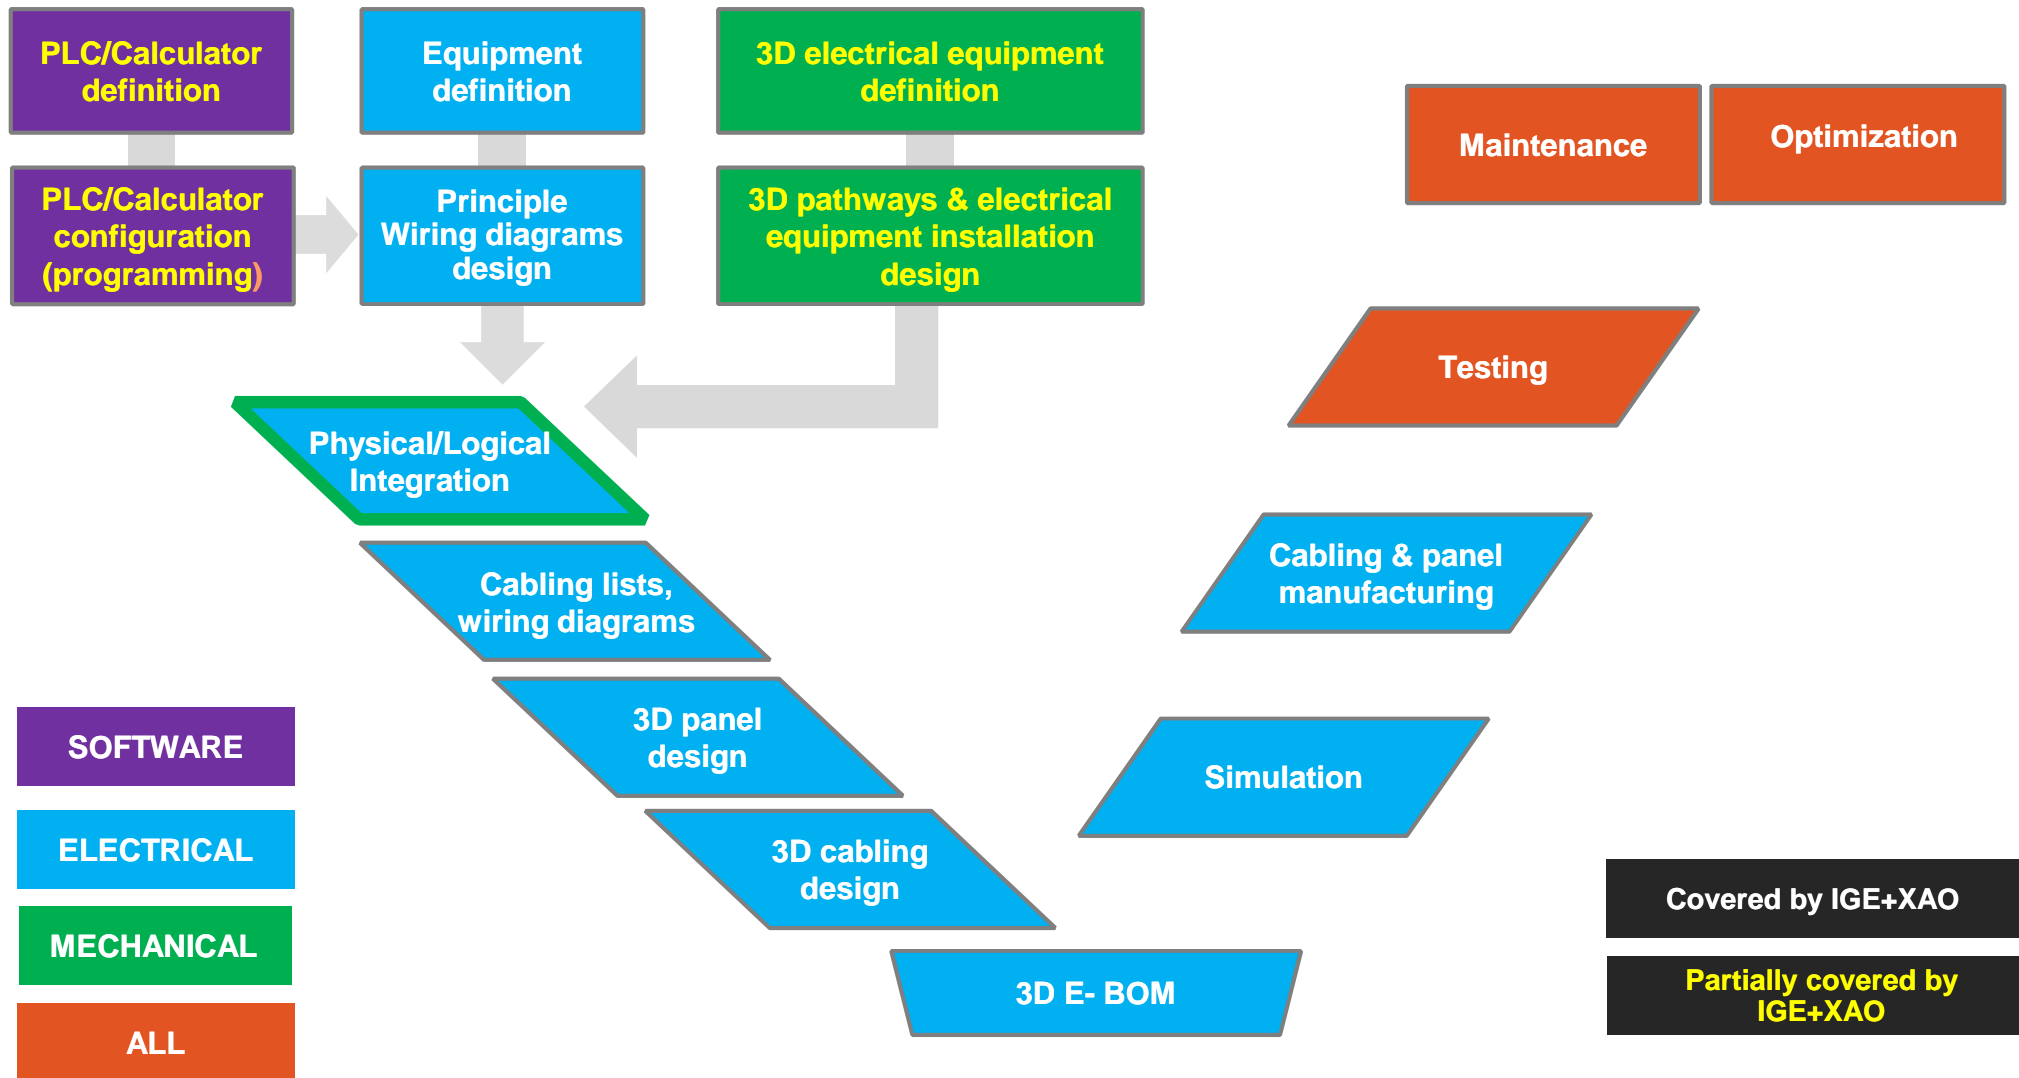 PLC/Calculator
definition
Equipment
definition
3D electrical equipment
definition
Maintenance
Optimization
PLC/Calculator
configuration
(programming)
Principle
Wiring diagrams
design
3D pathways & electrical
equipment installation
design
Testing
Physical/Logical
Integration
Cabling & panel
manufacturing
Cabling lists,
wiring diagrams
3D panel
design
Simulation
3D cabling
design
3D E- BOM
SOFTWARE
ELECTRICAL
MECHANICAL
ALL
Covered by IGE+XAO
Partially covered by
IGE+XAO